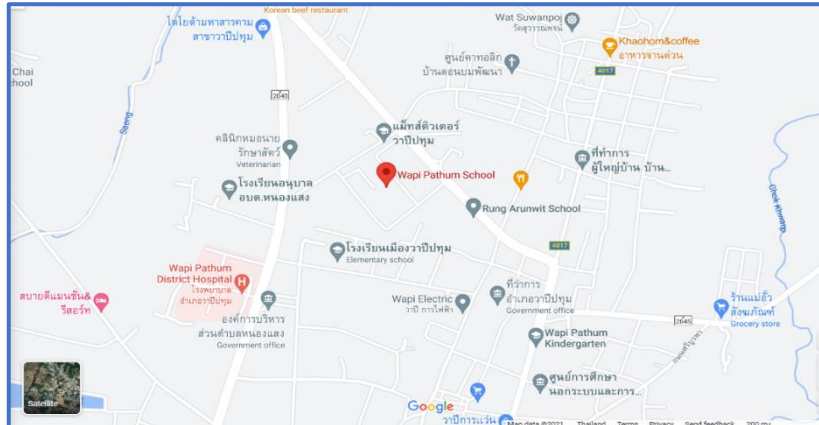 Korean beef restaurant
โตโยต้ามหาสารคาม
สาขาวาปีปทุม
Wat Suwanpoj
วัดสุวรรณพจน์
Khaohom&coffee
อาหารจานด่วน
ศูนย์คาทอลิก
บ้านดอนบมพัฒนา
4017
Chai
chool
2040
Saeng
แม็ทส์ติวเตอร์
วาปีปทุม
คลินิกหมอนาย
รักษาสัตว์
Veterinarian
Wapi Pathum School
ที่ทำการ
ผู้ใหญ่บ้าน บ้าน...
โรงเรียนอนุบาล
อบต.หนองแสง
Rung Arunwit School
4017
โรงเรียนเมืองวาปีปทุม
Elementary school
Wapi Pathum
District Hospital
โรงพยาบาล
อำเภอวาปีปทุม
ที่ว่าการ
อำเภอวาปีปทุม
Government office
Wapi Electric
วาปี การไฟฟ้า
สบายดีแมนชั่น&
รีสอร์ท
องค์การบริหาร
ส่วนตำบลหนองแสง
Government office
ร้านแม่อิ๋ว
สังฆภัณฑ์
Grocery store
2045
Wapi Pathum
Kindergarten
ศูนย์การศึกษา
นอกระบบและการ...
Satellite
Google
วาปีการแว่น
Map data ©2021 Thailand Terms Privacy Send feedback 200 m